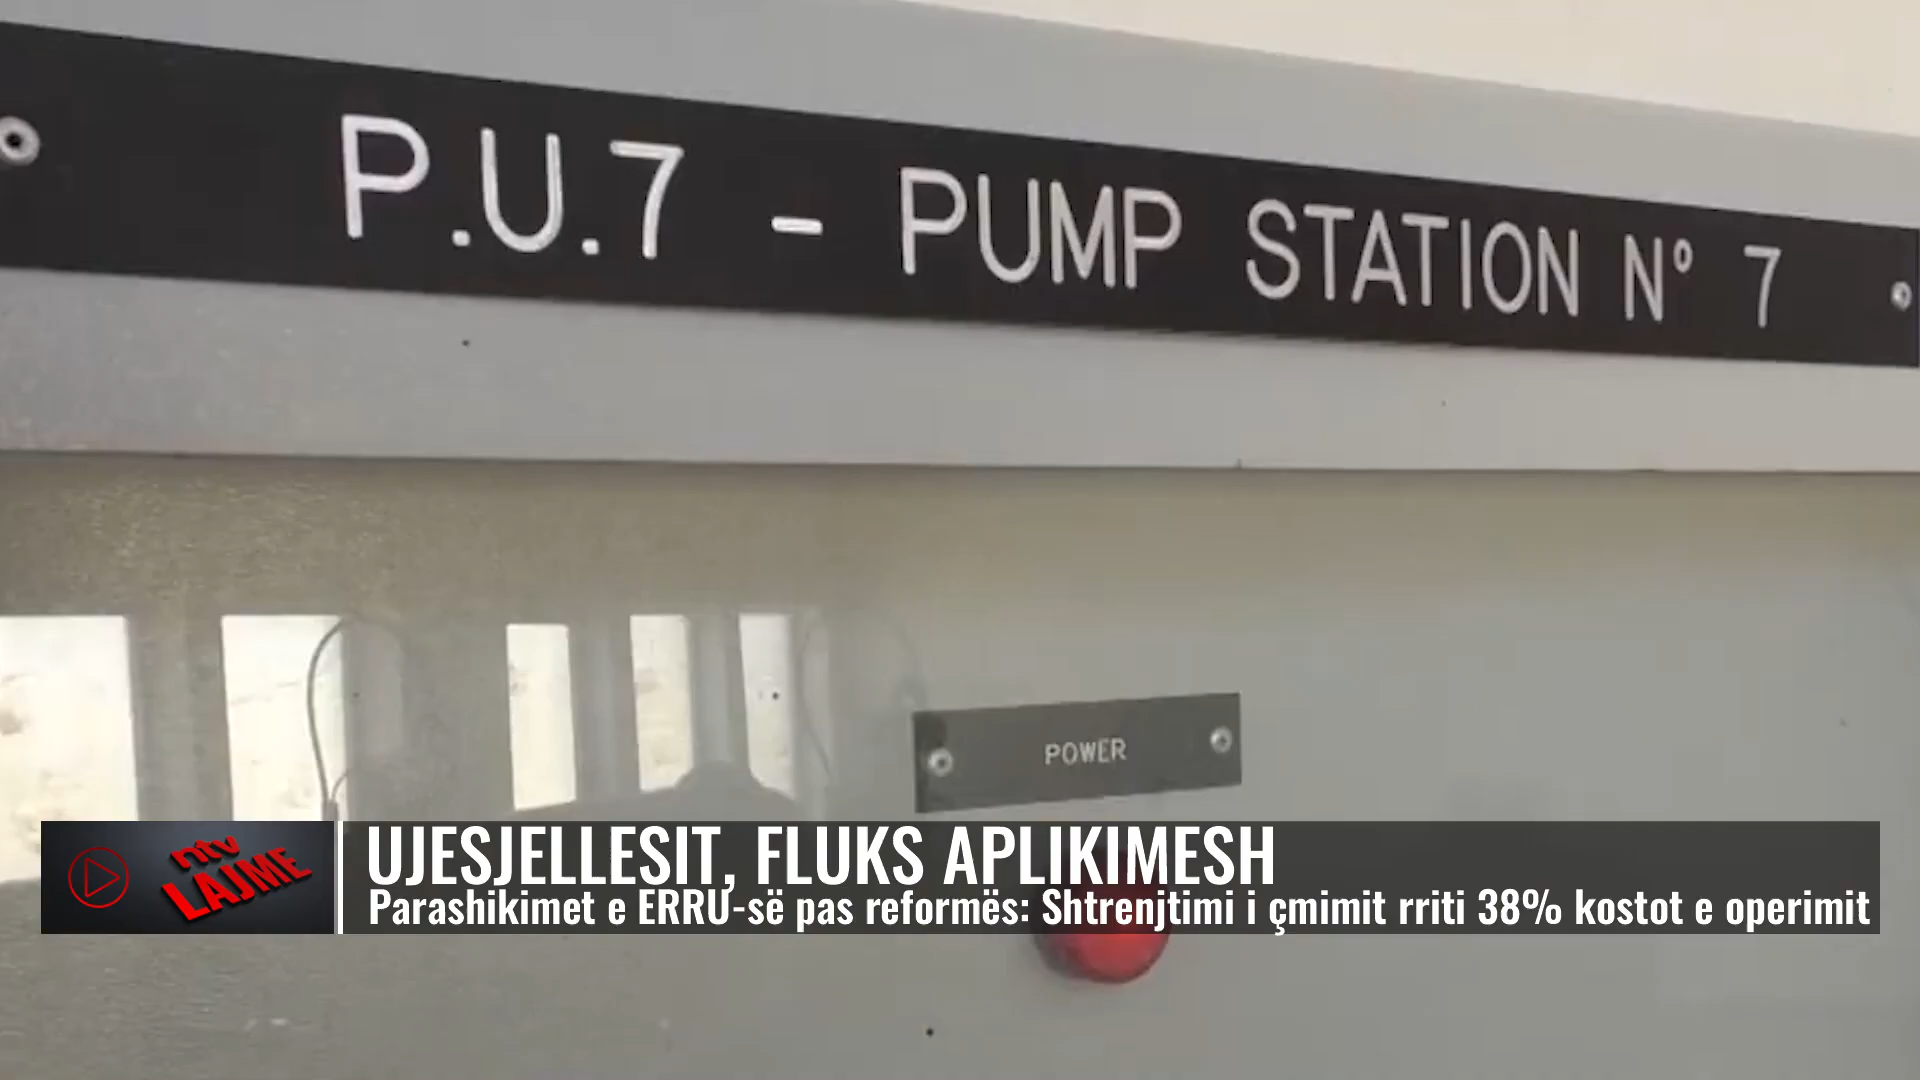 P.U.7 - PUMP STATION N° 7
POWER
ntv
LAJME
UJESJELLESIT, FLUKS APLIKIMESH
Parashikimet e ERRU-së pas reformës: Shtrenjtimi i çmimit rriti 38% kostot e operimit